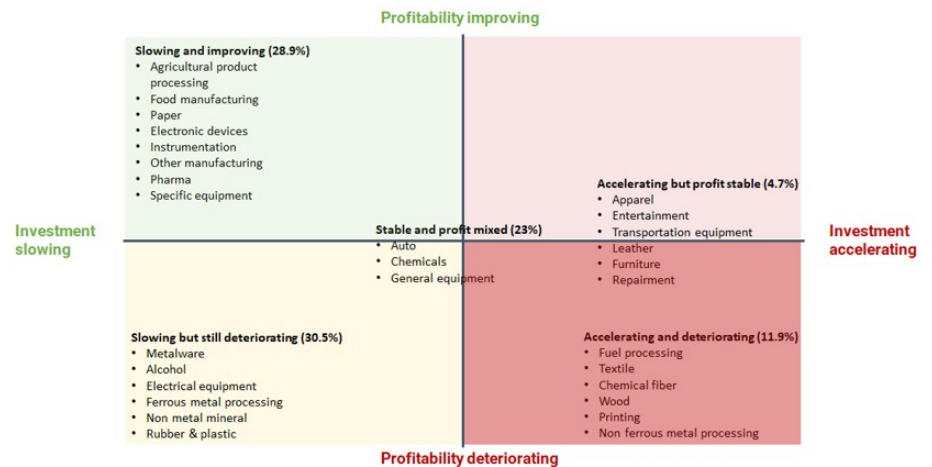 Profitability improving
Slowing and improving (28.9%)
• Agricultural product
processing
• Food manufacturing
• Paper
• Electronic devices
• Instrumentation
• Other manufacturing
• Pharma
• Specific equipment
Accelerating but profit stable (4.7%)
• Apparel
• Entertainment
• Transportation equipment
• Leather
• Furniture
• Repairment
Investment
slowing
Stable and profit mixed (23%)
• Auto
• Chemicals
• General equipment
Investment
accelerating
Slowing but still deteriorating (30.5%)
• Metalware
• Alcohol
• Electrical equipment
• Ferrous metal processing
• Non metal mineral
• Rubber & plastic
Accelerating and deteriorating (11.9%)
• Fuel processing
• Textile
• Chemical fiber
• Wood
• Printing
• Non ferrous metal processing
Profitability deteriorating